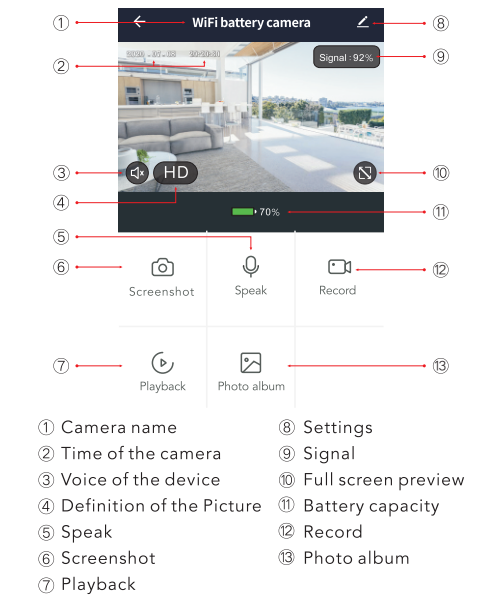 ① WiFi battery camera ⑧
② 2020 - 07 - 03 Signal : 92% ⑨
③ HD ⑩
④
70% ⑪
⑤
⑥ Screenshot Speak Record ⑫
⑦ Playback Photo album ⑬
① Camera name
② Time of the camera
③ Voice of the device
④ Definition of the Picture
⑤ Speak
⑥ Screenshot
⑦ Playback
⑧ Settings
⑨ Signal
⑩ Full screen preview
⑪ Battery capacity
⑫ Record
⑬ Photo album